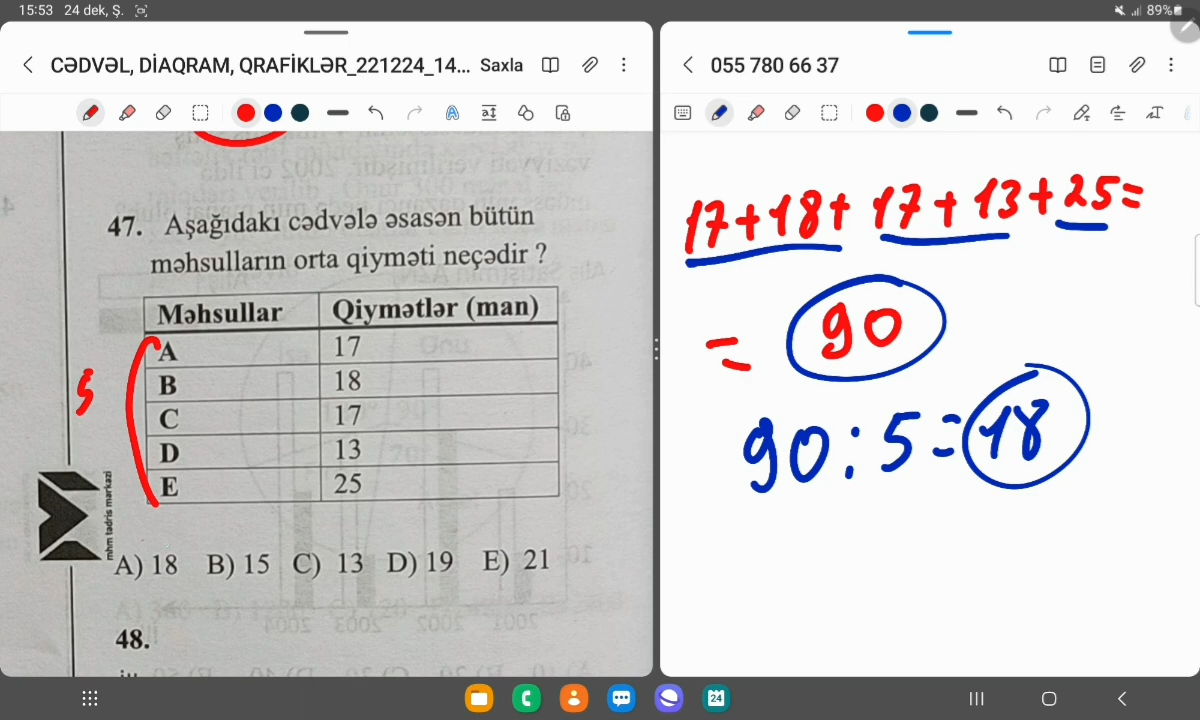 15:53 24 dek, Ş. 89%
CƏDVƏL, DİAQRAM, QRAFİKLƏR_221224_14... Saxla
47. Aşağıdakı cədvələ əsasən bütün
məhsulların orta qiyməti neçədir ?
Məhsullar Qiymətlər (man)
A 17
B 18
C 17
D 13
E 25
5
mhm tədris mərkəzi
A) 18 B) 15 C) 13 D) 19 E) 21
48.
055 780 66 37
17+18+17+13+25=
= 90
90:5=18
24